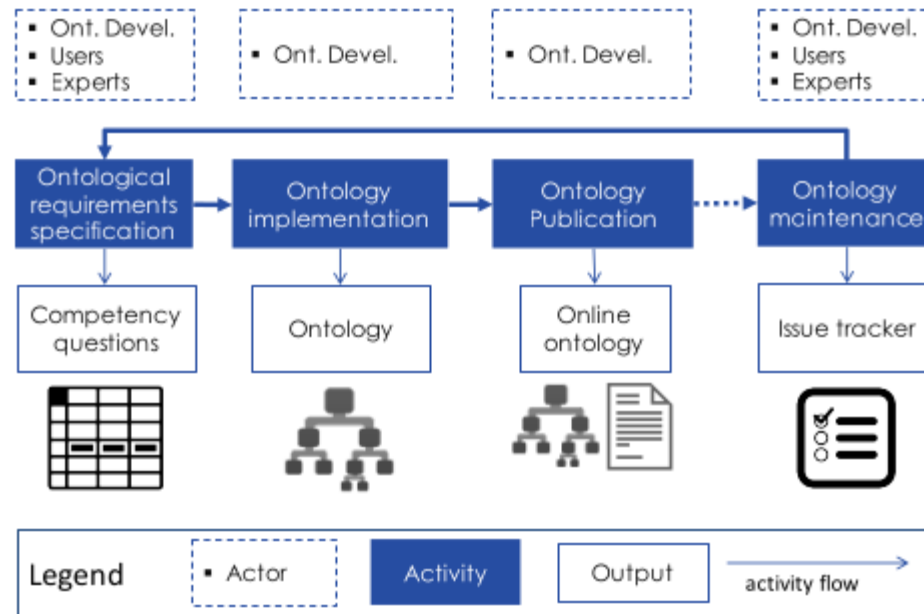 ▪ Ont. Devel.
▪ Users
▪ Experts
▪ Ont. Devel.
▪ Ont. Devel.
▪ Ont. Devel.
▪ Users
▪ Experts
Ontological
requirements
specification
Ontology
implementation
Ontology
Publication
Ontology
maintenance
Competency
questions
Ontology
Online
ontology
Issue tracker
Legend
▪ Actor
Activity
Output
activity flow